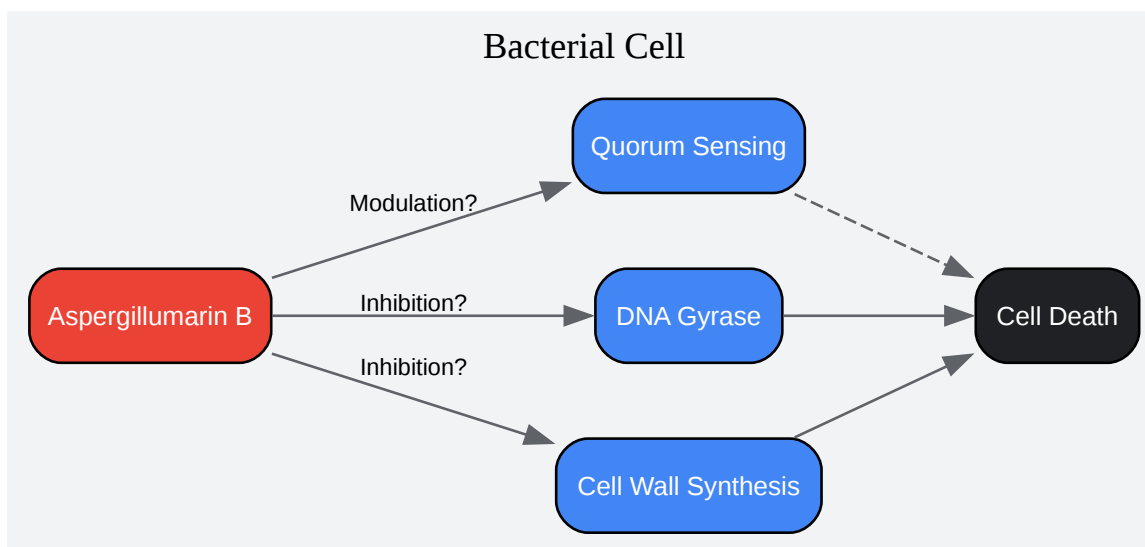 Bacterial Cell
Quorum Sensing
Modulation?
Aspergillumarin B
Inhibition?
DNA Gyrase
Cell Death
Inhibition?
Cell Wall Synthesis